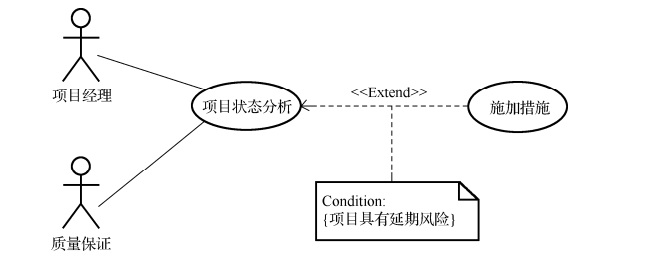 项目经理
项目状态分析
<<Extend>>
施加措施
Condition:
{项目具有延期风险}
质量保证